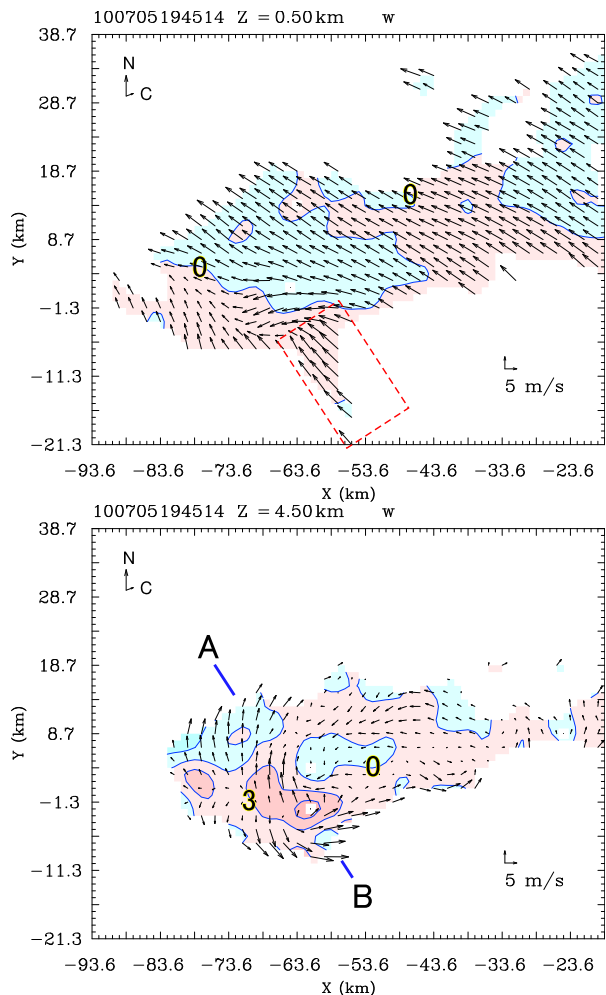 100705194514 Z = 0.50 km w
38.7
N
C
28.7
18.7
0
8.7
0
Y (km)
−1.3
−11.3
5 m/s
−21.3
−93.6 −83.6 −73.6 −63.6 −53.6 −43.6 −33.6 −23.6
X (km)
100705194514 Z = 4.50 km w
38.7
N
C
28.7
A
18.7
8.7
Y (km)
0
3
−1.3
−11.3
5 m/s
B
−21.3
−93.6 −83.6 −73.6 −63.6 −53.6 −43.6 −33.6 −23.6
X (km)